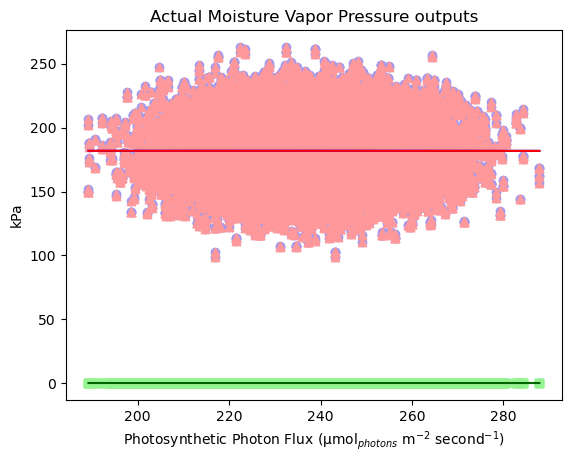 Actual Moisture Vapor Pressure outputs
250
200
150
100
50
0
kPa
200 220 240 260 280
Photosynthetic Photon Flux (μmol$_{photons}$ m$^{-2}$ second$^{-1}$)